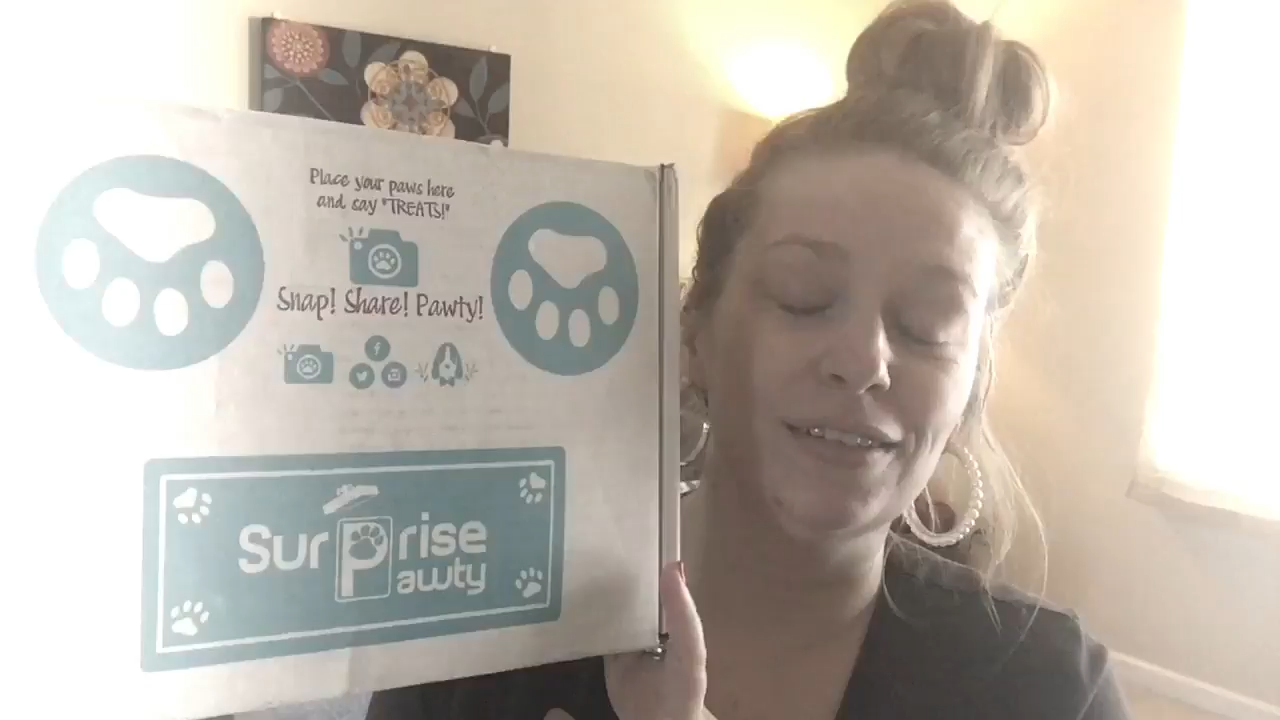 Place your paws here
and say "TREATS!"
Snap! Share! Pawty!
Surprise
Pawty